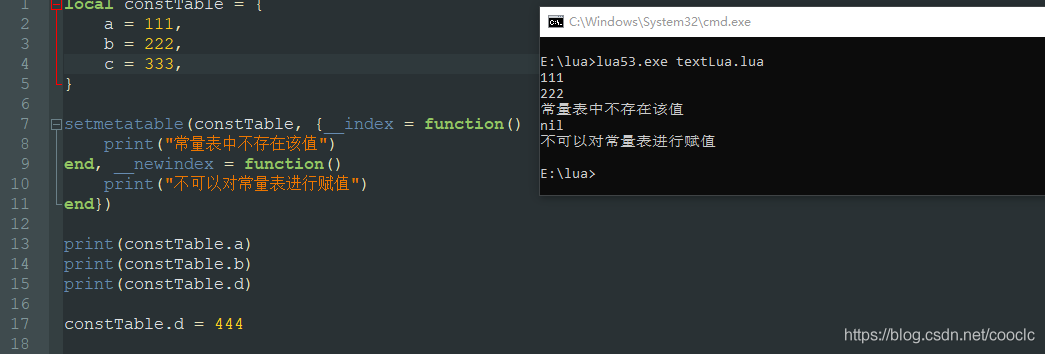 1 local constTable = {
2 a = 111,
3 b = 222,
4 c = 333,
5 }
6
7 setmetatable(constTable, {__index = function()
8 print("常量表中不存在该值")
9 end, __newindex = function()
10 print("不可以对常量表进行赋值")
11 end})
12
13 print(constTable.a)
14 print(constTable.b)
15 print(constTable.d)
16
17 constTable.d = 444
18
C:\Windows\System32\cmd.exe
E:\lua>lua53.exe textLua.lua
111
222
常量表中不存在该值
nil
不可以对常量表进行赋值
E:\lua>
https://blog.csdn.net/cooclc